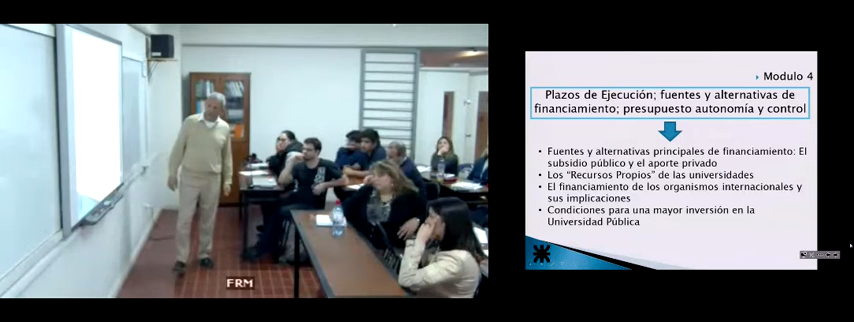 FRM
Modulo 4
Plazos de Ejecución; fuentes y alternativas de
financiamiento; presupuesto autonomía y control
• Fuentes y alternativas principales de financiamiento: El
subsidio público y el aporte privado
• Los “Recursos Propios” de las universidades
• El financiamiento de los organismos internacionales y
sus implicaciones
• Condiciones para una mayor inversión en la
Universidad Pública